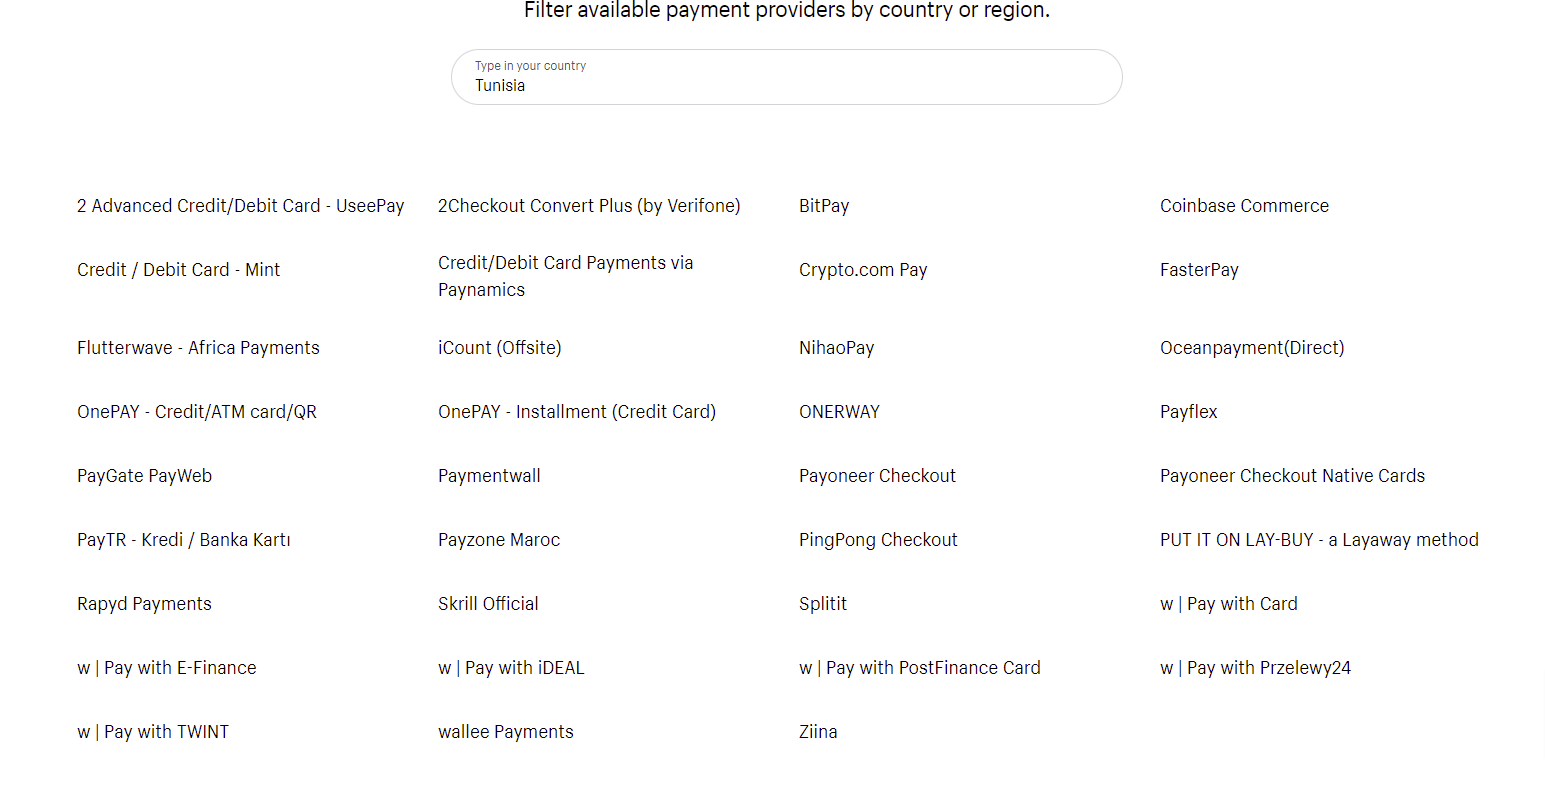 Filter available payment providers by country or region.
Type in your country
Tunisia
2 Advanced Credit/Debit Card - UseePay
2Checkout Convert Plus (by Verifone)
BitPay
Coinbase Commerce
Credit / Debit Card - Mint
Credit/Debit Card Payments via
Paynamics
Crypto.com Pay
FasterPay
Flutterwave - Africa Payments
iCount (Offsite)
NihaoPay
Oceanpayment(Direct)
OnePAY - Credit/ATM card/QR
OnePAY - Installment (Credit Card)
ONERWAY
Payflex
PayGate PayWeb
Paymentwall
Payoneer Checkout
Payoneer Checkout Native Cards
PayTR - Kredi / Banka Kartı
Payzone Maroc
PingPong Checkout
PUT IT ON LAY-BUY - a Layaway method
Rapyd Payments
Skrill Official
Splitit
w | Pay with Card
w | Pay with E-Finance
w | Pay with iDEAL
w | Pay with PostFinance Card
w | Pay with Przelewy24
w | Pay with TWINT
wallee Payments
Ziina